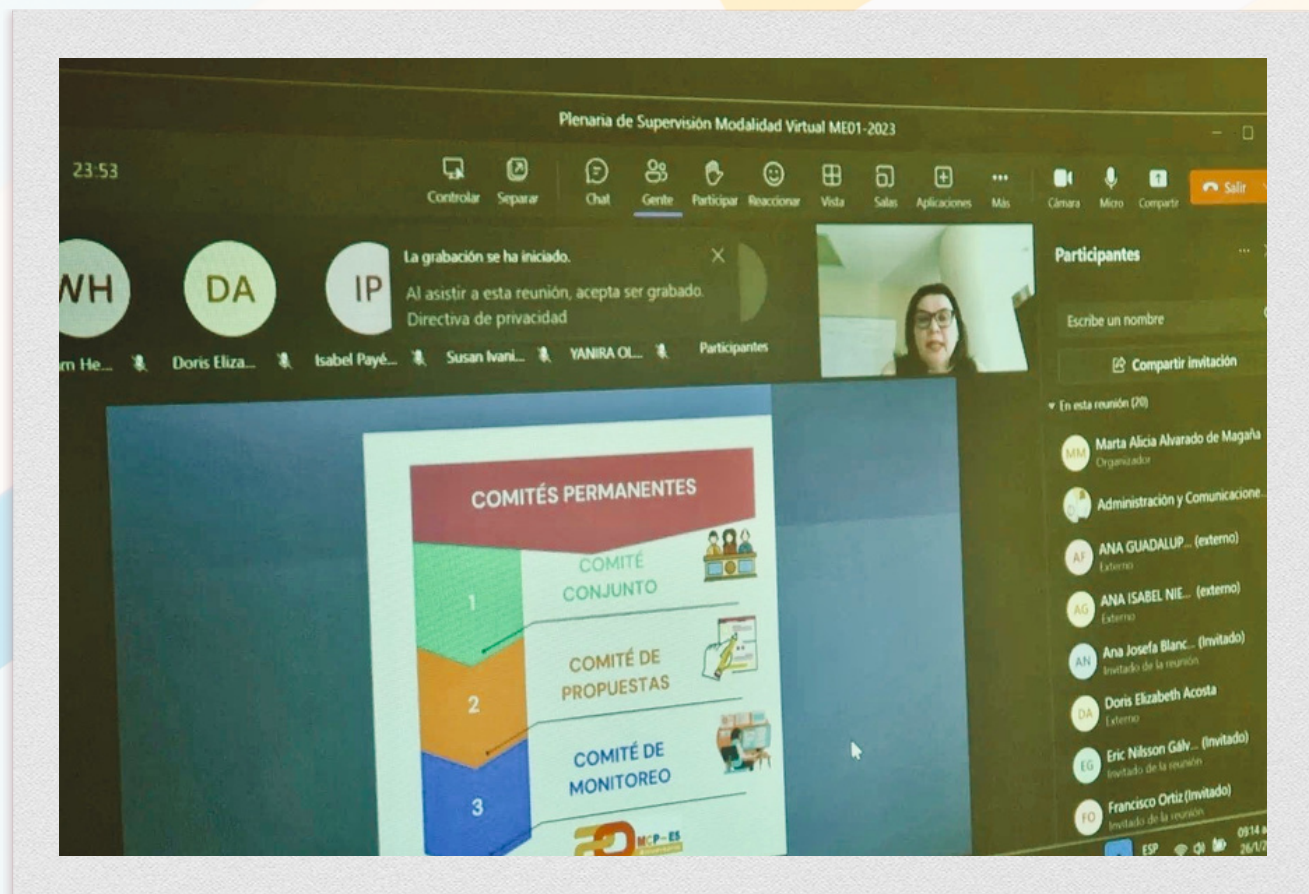 Plenaria de Supervisión Modalidad Virtual ME01-2023
23:53
Controlar Separar Chat Gente Participar Reaccionar Vista Salas Aplicaciones Más Cámara Micro Compartir Salir
WH DA IP
La grabación se ha iniciado.
Al asistir a esta reunión, acepta ser grabado.
Directiva de privacidad
He... Doris Eliza... Isabel Payé... Susan Ivani... YANIRA OL... Participantes
COMITÉS PERMANENTES
1
COMITÉ
CONJUNTO
2
COMITÉ DE
PROPUESTAS
3
COMITÉ DE
MONITOREO
MCP-ES
Participantes
Escribe un nombre
Compartir invitación
En esta reunión (20)
MM Marta Alicia Alvarado de Magaña
Organizador
Administración y Comunicacione...
AF ANA GUADALUP... (externo)
Externo
AG ANA ISABEL NIE... (externo)
Externo
AN Ana Josefa Blanc... (Invitado)
Invitado de la reunión
DA Doris Elizabeth Acosta
Externo
EG Eric Nilsson Gálv... (Invitado)
Invitado de la reunión
FO Francisco Ortiz (Invitado)
Invitado de la reunión
ESP 09:14